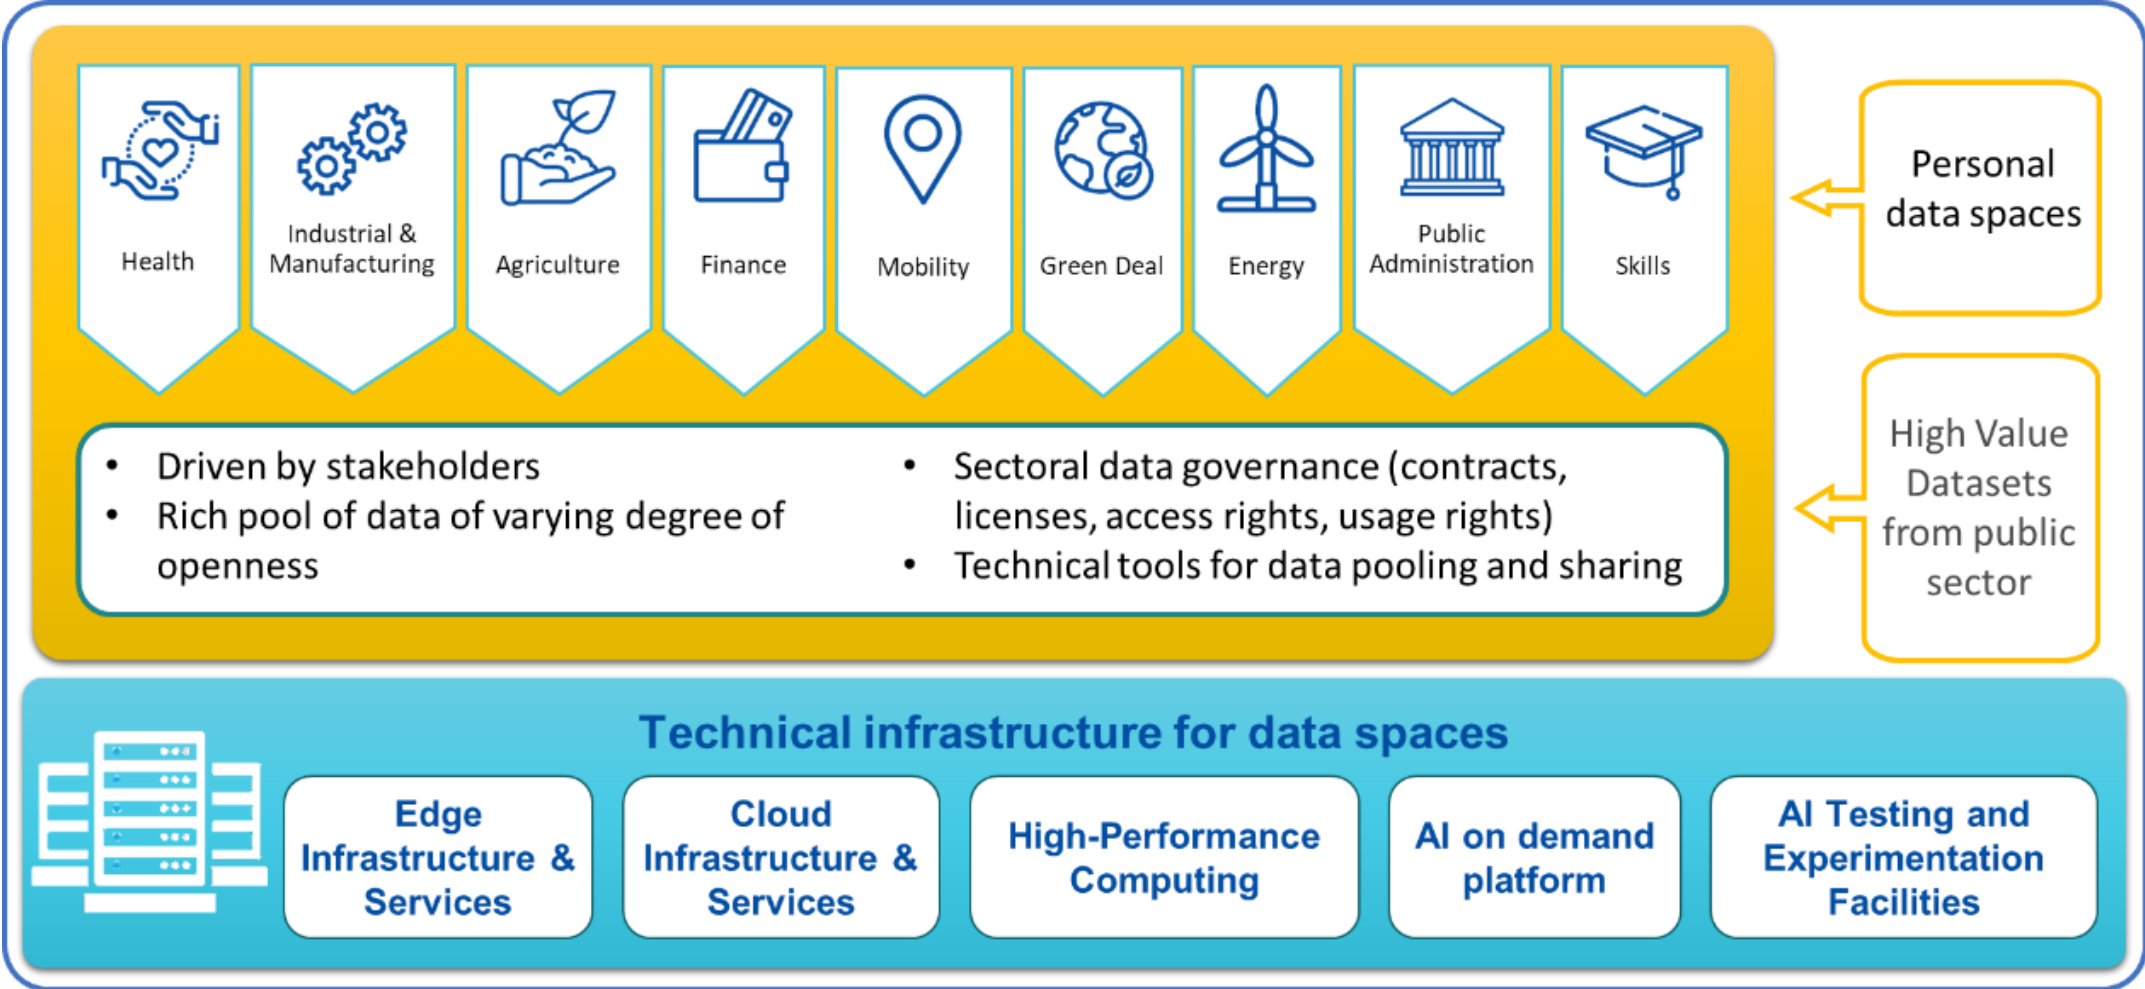 Health
Industrial &
Manufacturing
Agriculture
Finance
Mobility
Green Deal
Energy
Public
Administration
Skills
Personal
data spaces
• Driven by stakeholders
• Rich pool of data of varying degree of
openness
• Sectoral data governance (contracts,
licenses, access rights, usage rights)
• Technical tools for data pooling and sharing
High Value
Datasets
from public
sector
Technical infrastructure for data spaces
Edge
Infrastructure &
Services
Cloud
Infrastructure &
Services
High-Performance
Computing
AI on demand
platform
AI Testing and
Experimentation
Facilities